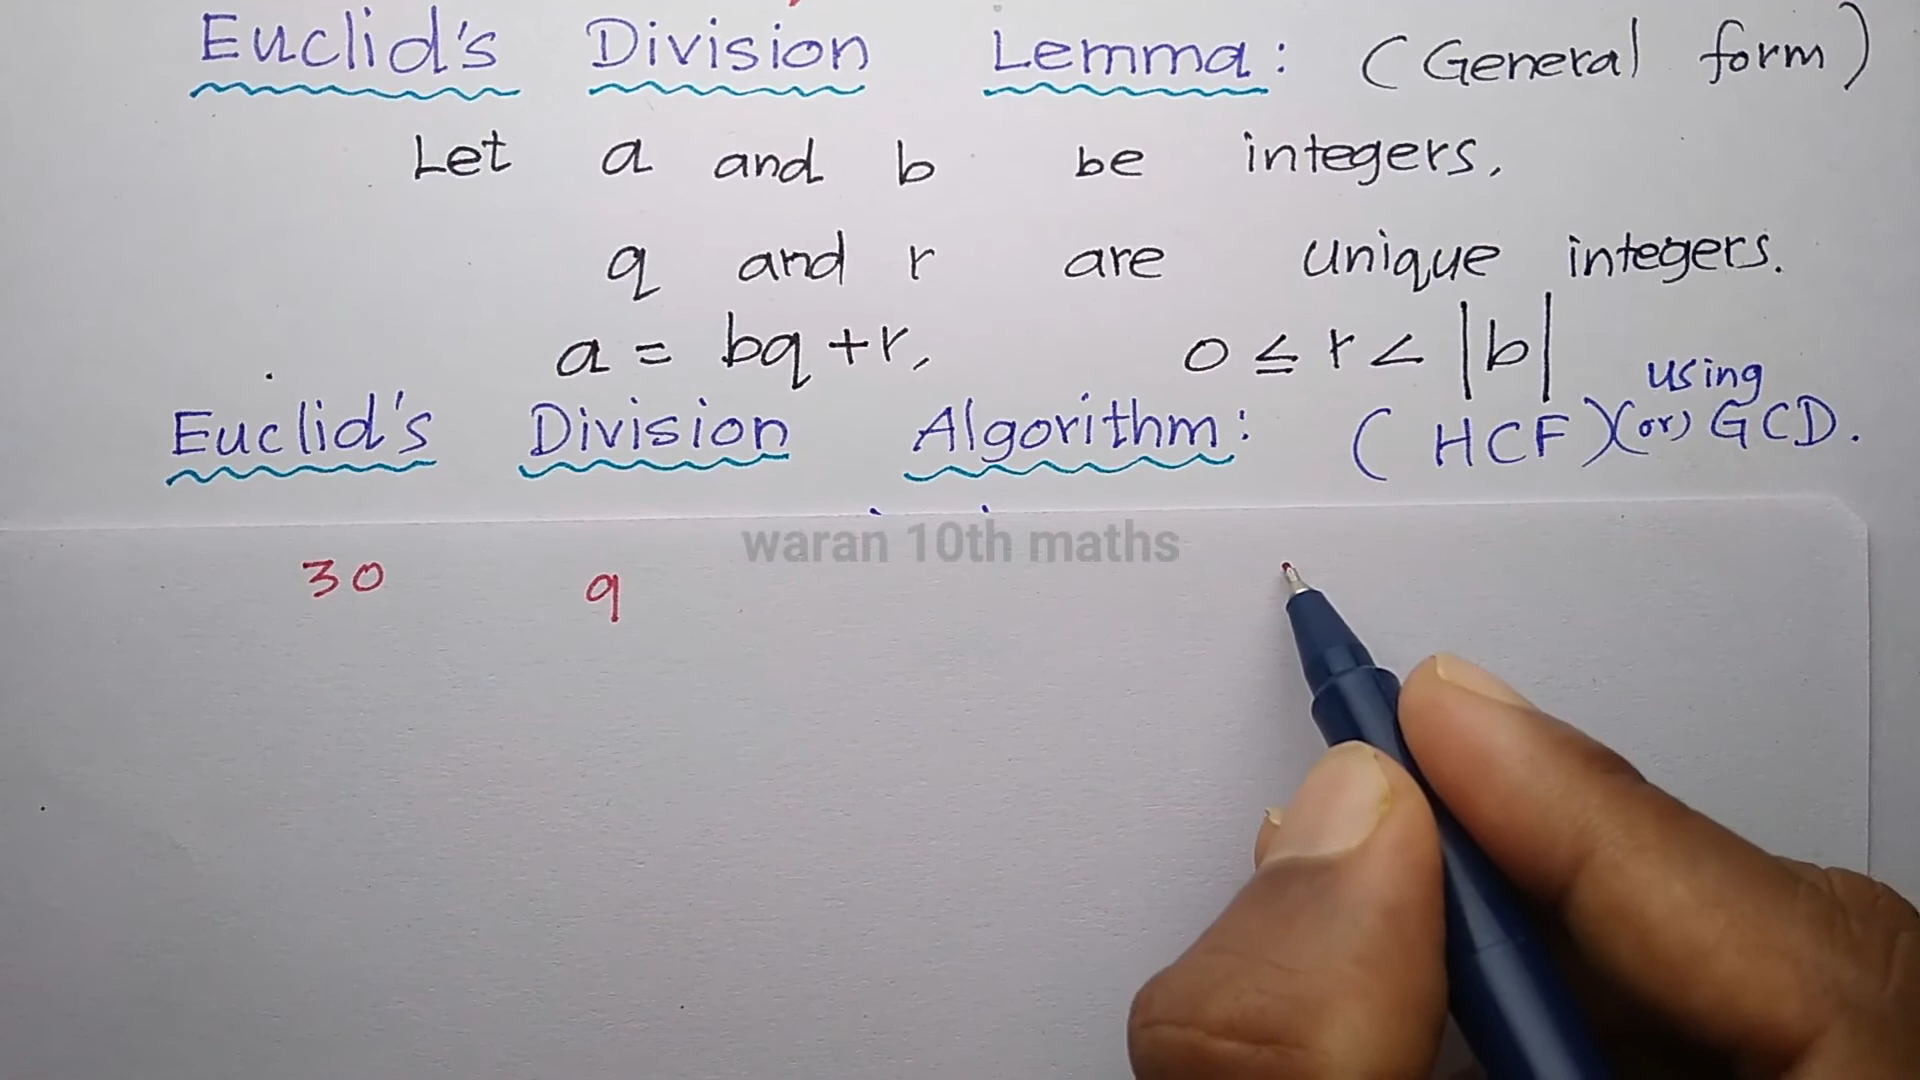 Euclid's Division Lemma: (General form)
Let a and b be integers.
q and r are unique integers.
a = bq + r, 0 ≤ r < |b|
using
Euclid's Division Algorithm: (HCF)(or) GCD.
waran 10th maths
30 9